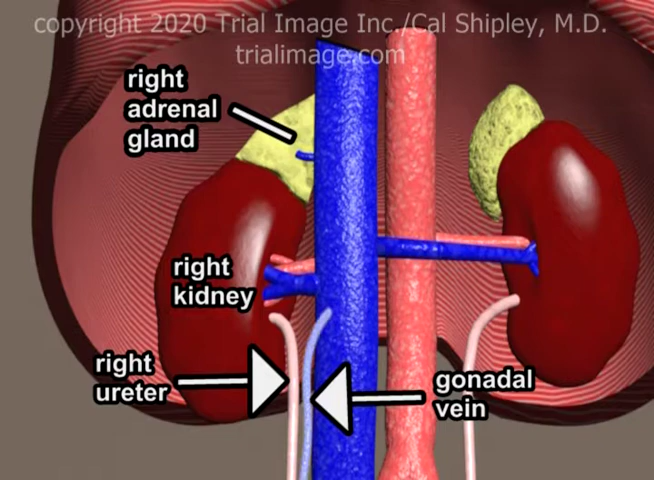 copyright 2020 Trial Image Inc./Cal Shipley, M.D.
trialimage.com
right
adrenal
gland
right
kidney
right
ureter
gonadal
vein